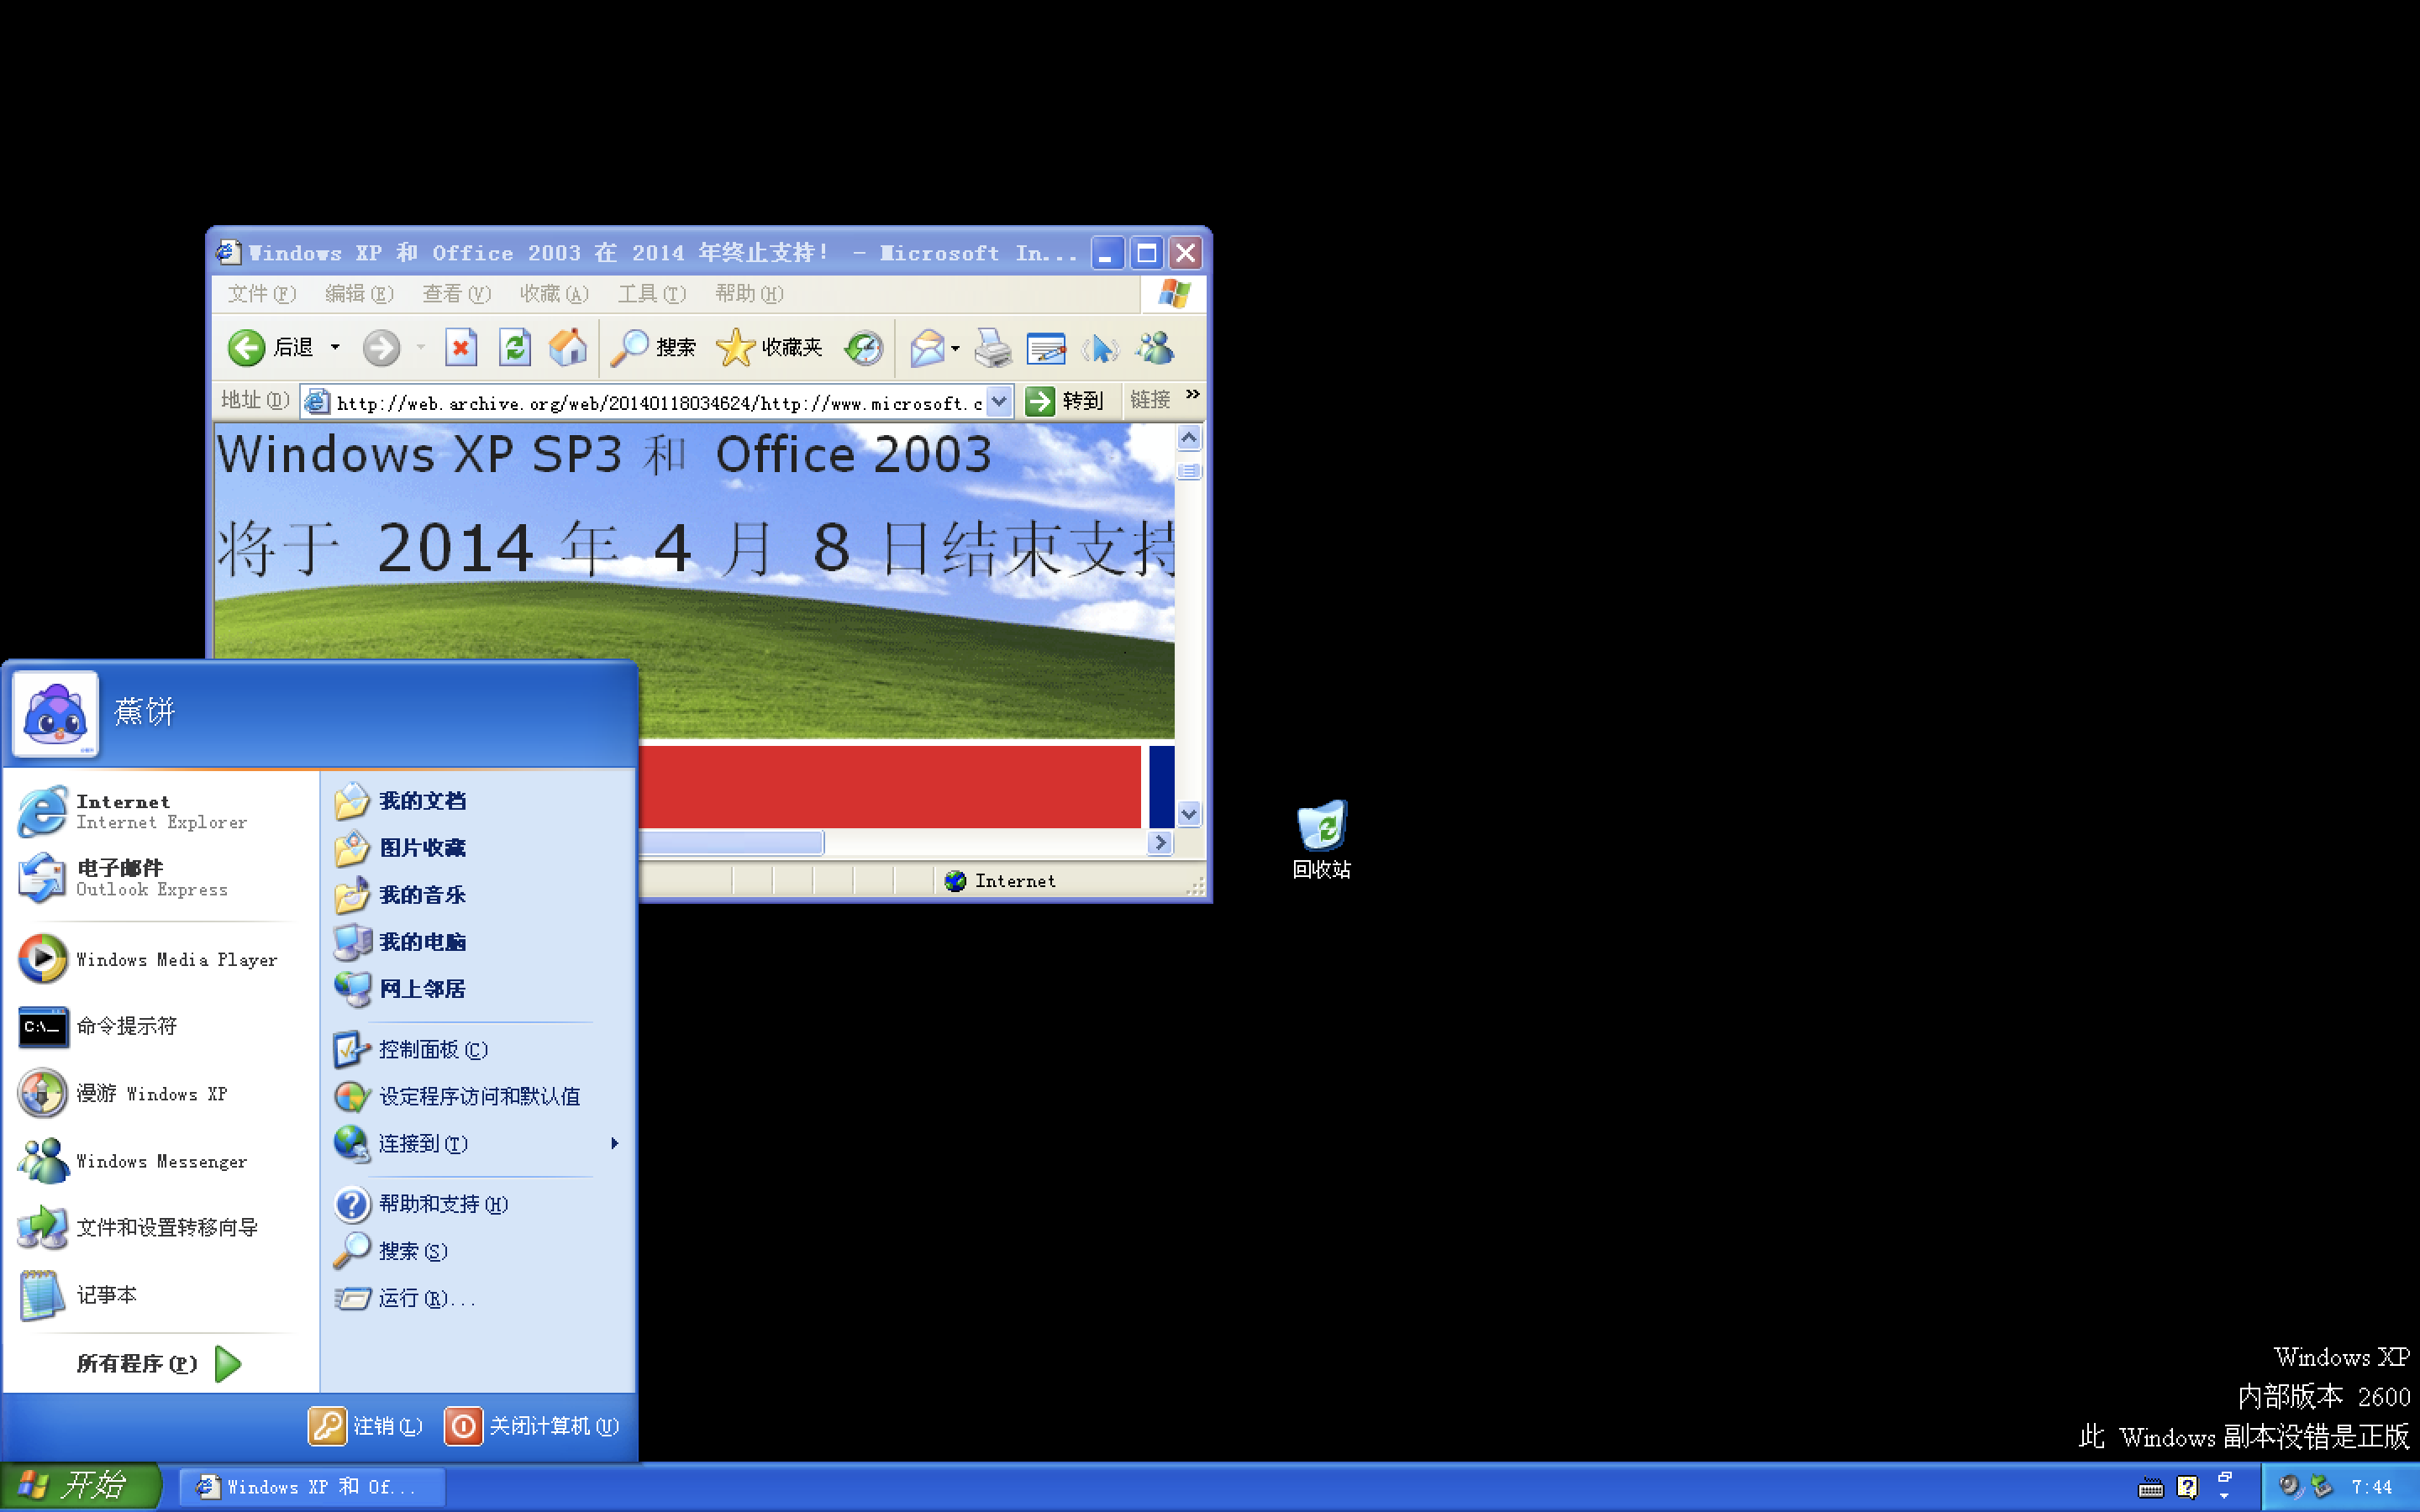 Windows XP 和 Office 2003 在 2014 年终止支持! - Microsoft In...
文件(F) 编辑(E) 查看(V) 收藏(A) 工具(T) 帮助(H)
后退 搜索 收藏夹
地址(D) http://web.archive.org/web/20140118034624/http://www.microsoft.c 转到 链接 »
Windows XP SP3 和 Office 2003
将于 2014 年 4 月 8 日结束支持
Internet
蕉饼
Internet
Internet Explorer
电子邮件
Outlook Express
Windows Media Player
C:\_
命令提示符
漫游 Windows XP
Windows Messenger
文件和设置转移向导
记事本
所有程序(P)
我的文档
图片收藏
我的音乐
我的电脑
网上邻居
控制面板(C)
设定程序访问和默认值
连接到(T)
帮助和支持(H)
搜索(S)
运行(R)...
注销(L) 关闭计算机(U)
回收站
Windows XP
内部版本 2600
此 Windows 副本没错是正版
开始 Windows XP 和 Of... 7:44